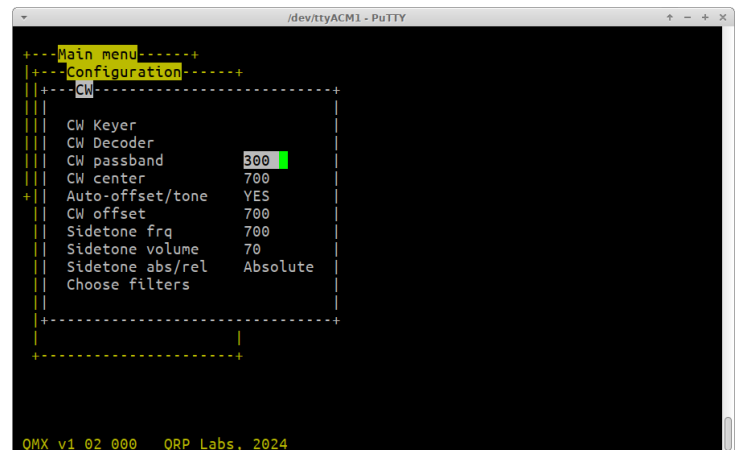 /dev/ttyACM1 - PuTTY
Main menu
Configuration
CW
CW Keyer
CW Decoder
CW passband 300
CW center 700
Auto-offset/tone YES
CW offset 700
Sidetone frq 700
Sidetone volume 70
Sidetone abs/rel Absolute
Choose filters
QMX v1 02 000 QRP Labs, 2024